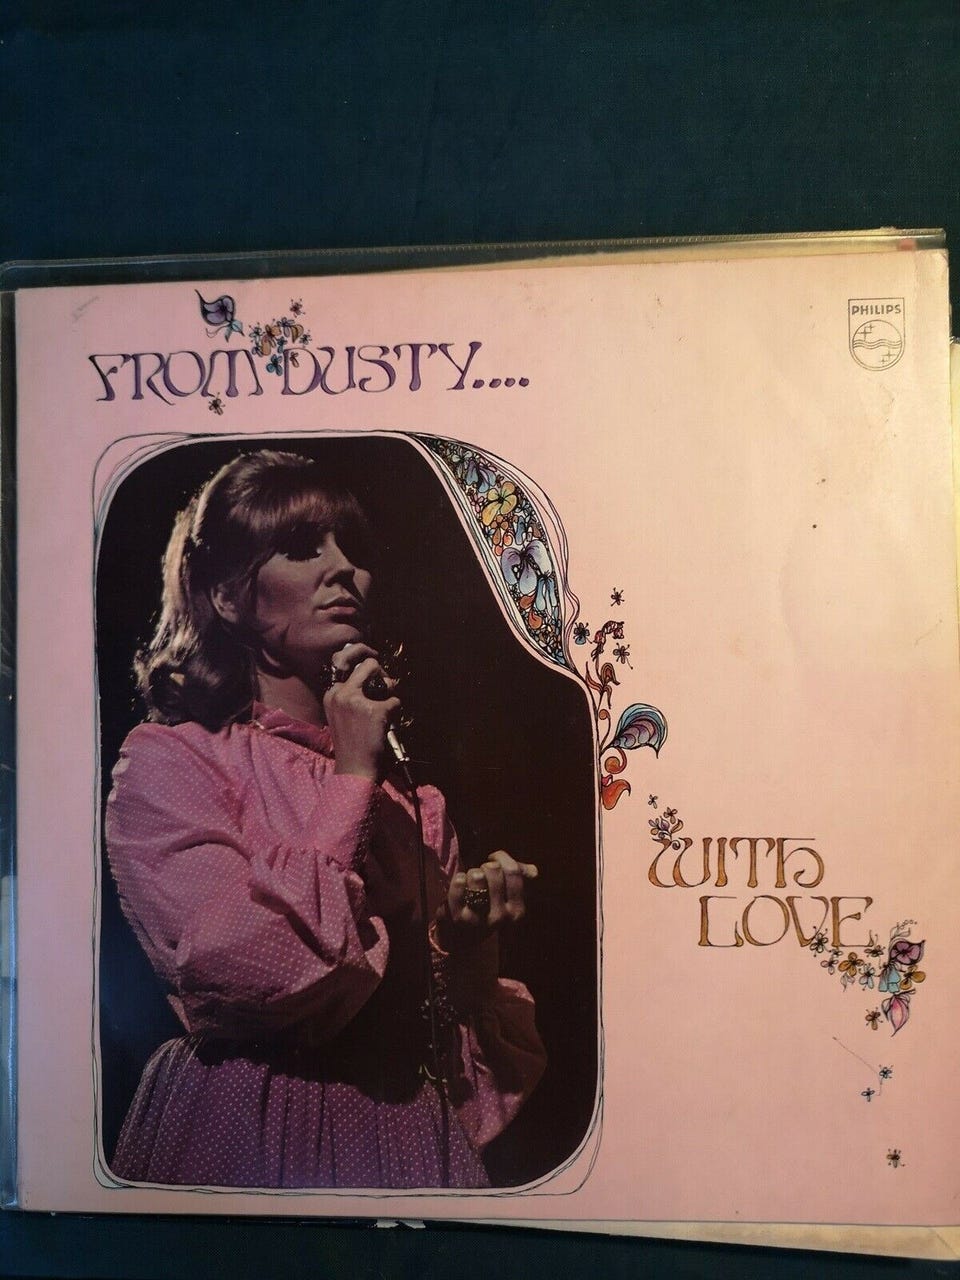 PHILIPS
FROM DUSTY....
WITH
LOVE